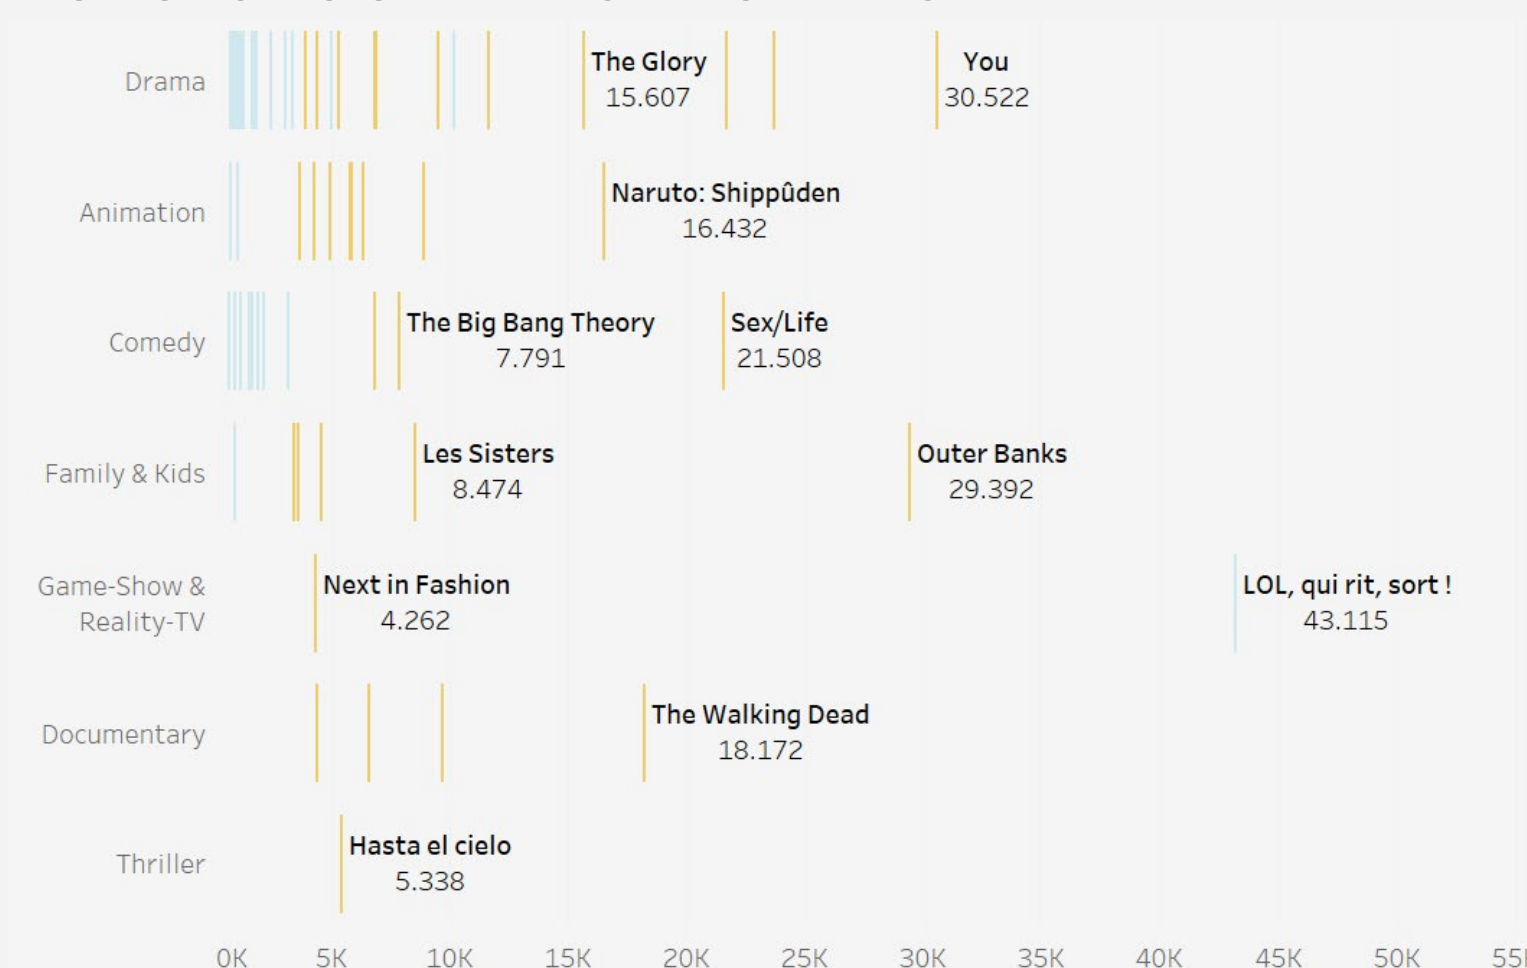 Drama
The Glory
15.607
You
30.522
Animation
Naruto: Shippûden
16.432
Comedy
The Big Bang Theory
7.791
Sex/Life
21.508
Family & Kids
Les Sisters
8.474
Outer Banks
29.392
Game-Show &
Reality-TV
Next in Fashion
4.262
LOL, qui rit, sort !
43.115
Documentary
The Walking Dead
18.172
Thriller
Hasta el cielo
5.338
0K 5K 10K 15K 20K 25K 30K 35K 40K 45K 50K